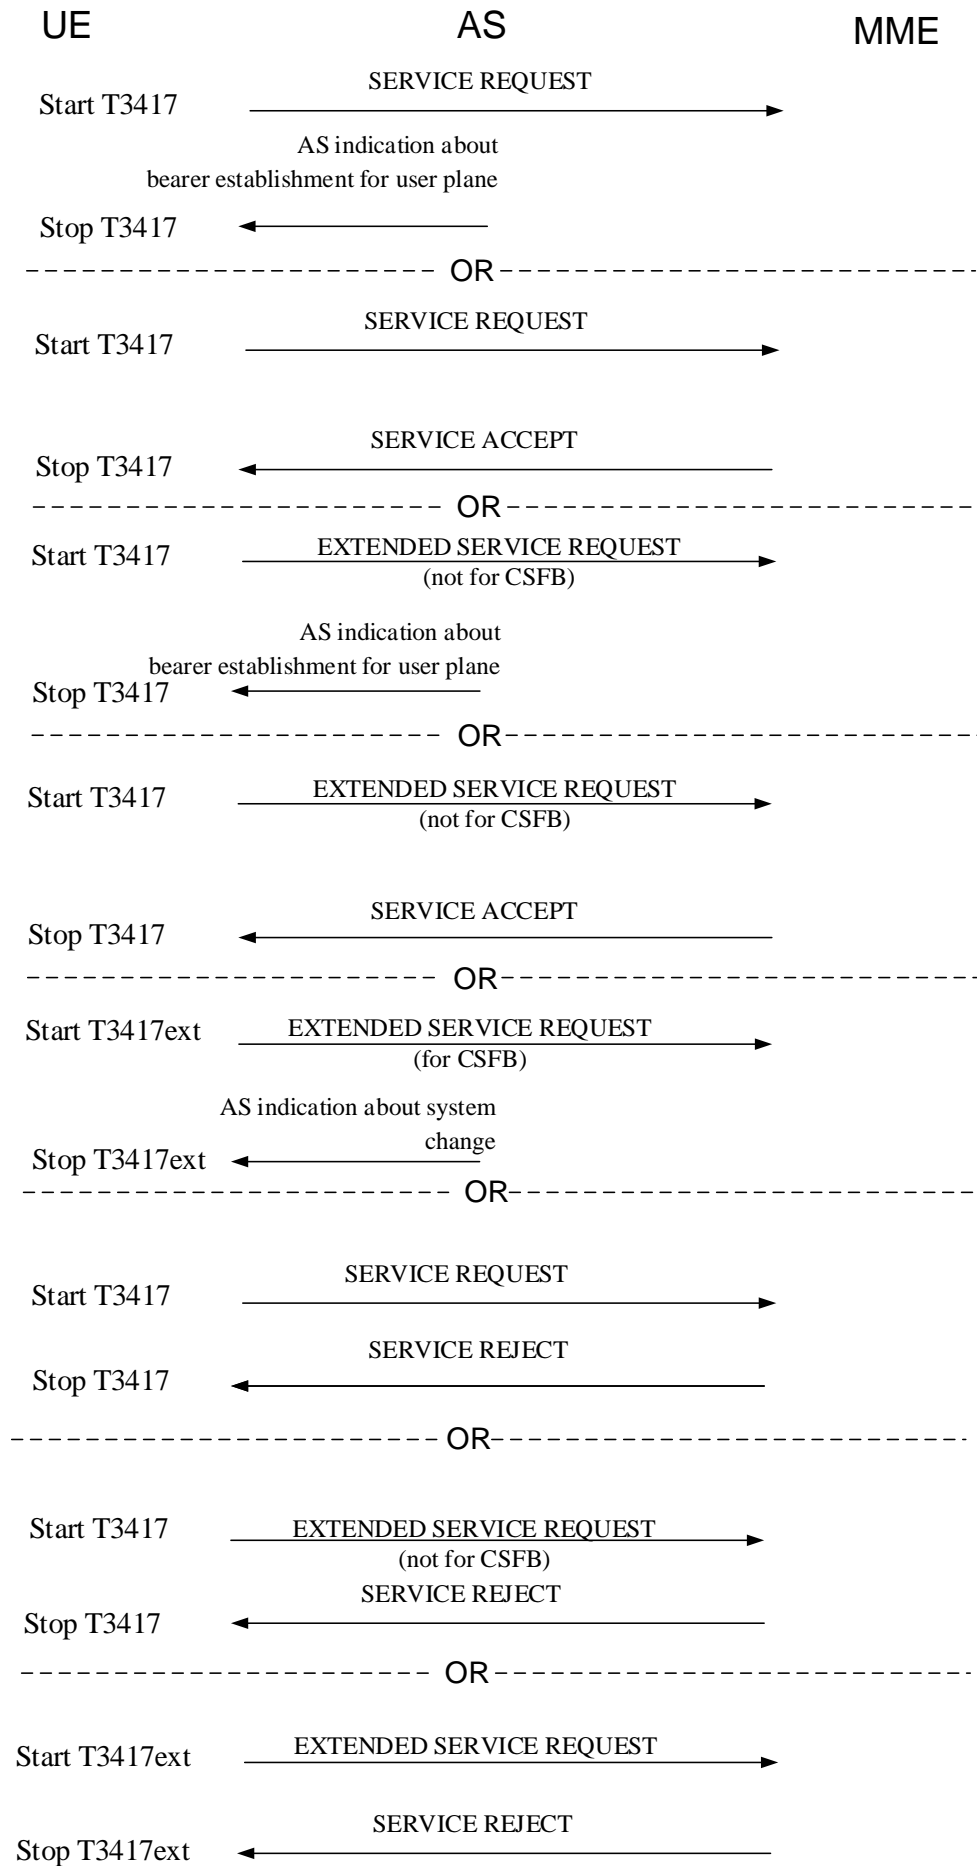 UE
AS
MME
SERVICE REQUEST
Start T3417
AS indication about
bearer establishment for user plane
Stop T3417
OR
SERVICE REQUEST
Start T3417
SERVICE ACCEPT
Stop T3417
OR
Start T3417
EXTENDED SERVICE REQUEST
(not for CSFB)
AS indication about
bearer establishment for user plane
Stop T3417
OR
Start T3417
EXTENDED SERVICE REQUEST
(not for CSFB)
SERVICE ACCEPT
Stop T3417
OR
Start T3417ext
EXTENDED SERVICE REQUEST
(for CSFB)
AS indication about system
change
Stop T3417ext
OR
SERVICE REQUEST
Start T3417
SERVICE REJECT
Stop T3417
OR
Start T3417
EXTENDED SERVICE REQUEST
(not for CSFB)
SERVICE REJECT
Stop T3417
OR
Start T3417ext
EXTENDED SERVICE REQUEST
SERVICE REJECT
Stop T3417ext